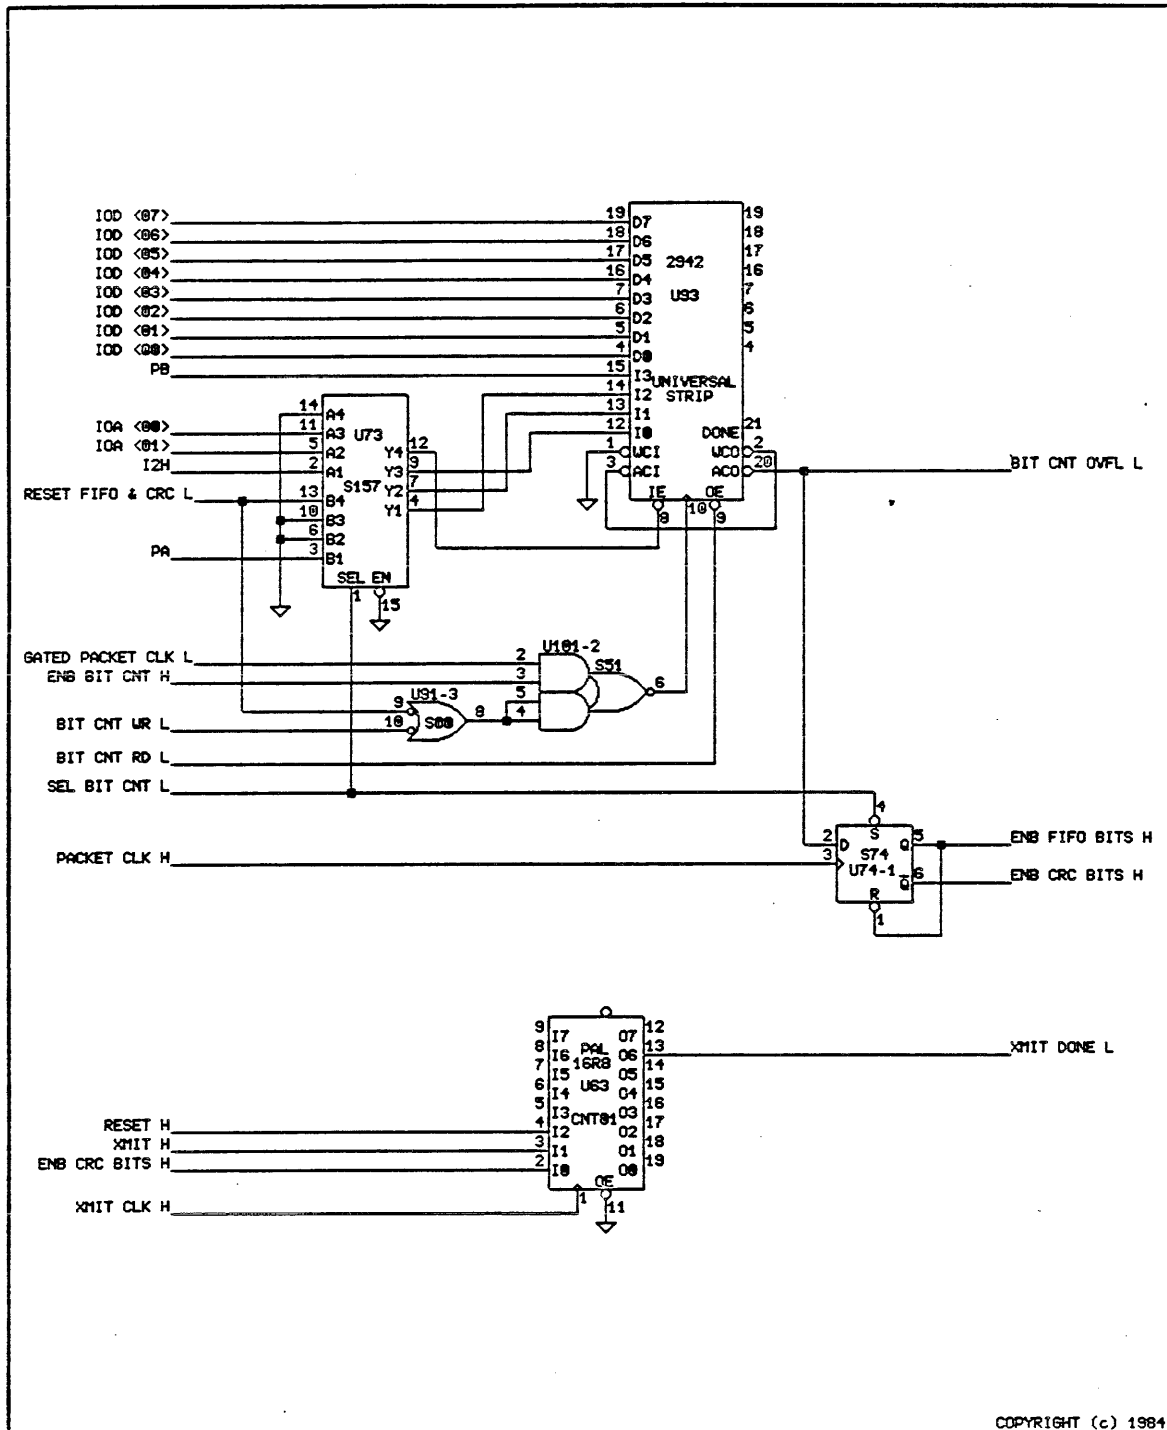 IOD <07> 19 D7 19
IOD <06> 18 D6 18
IOD <05> 17 D5 2942 17
IOD <04> 16 D4 16
IOD <03> 7 D3 U93 7
IOD <02> 6 D2 6
IOD <01> 5 D1 5
IOD <00> 4 D0 4
PB 15 I3
14 I2 UNIVERSAL
STRIP
13 I1
12 I0 DONE 21
1 WCI WCO 2
3 ACI ACO 20 BIT CNT OVFL L
IE OE
8 10 9
14 A4 U73
IOA <00> 11 A3
IOA <01> 5 A2 Y4 12
I2H 2 A1 Y3 9
S157 Y2 7
RESET FIFO & CRC L 13 B4 Y1 4
10 B3
6 B2
PA 3 B1
SEL EN
1 15
U101-2
GATED PACKET CLK L 2 S51
ENB BIT CNT H 3
6
U91-3 5
9 8 4
BIT CNT WR L 10 S00
BIT CNT RD L
SEL BIT CNT L
4
S
2 D Q 5 ENB FIFO BITS H
S74
PACKET CLK H 3 U74-1
Q 6 ENB CRC BITS H
R
1
9 I7 O7 12
8 I6 PAL O6 13 XMIT DONE L
7 I5 16R8 O5 14
6 I4 U63 O4 15
5 I3 CNT01 O3 16
RESET H 4 I2 O2 17
XMIT H 3 I1 O1 18
ENB CRC BITS H 2 I0 O0 19
OE
XMIT CLK H 1 11
COPYRIGHT (c) 1984